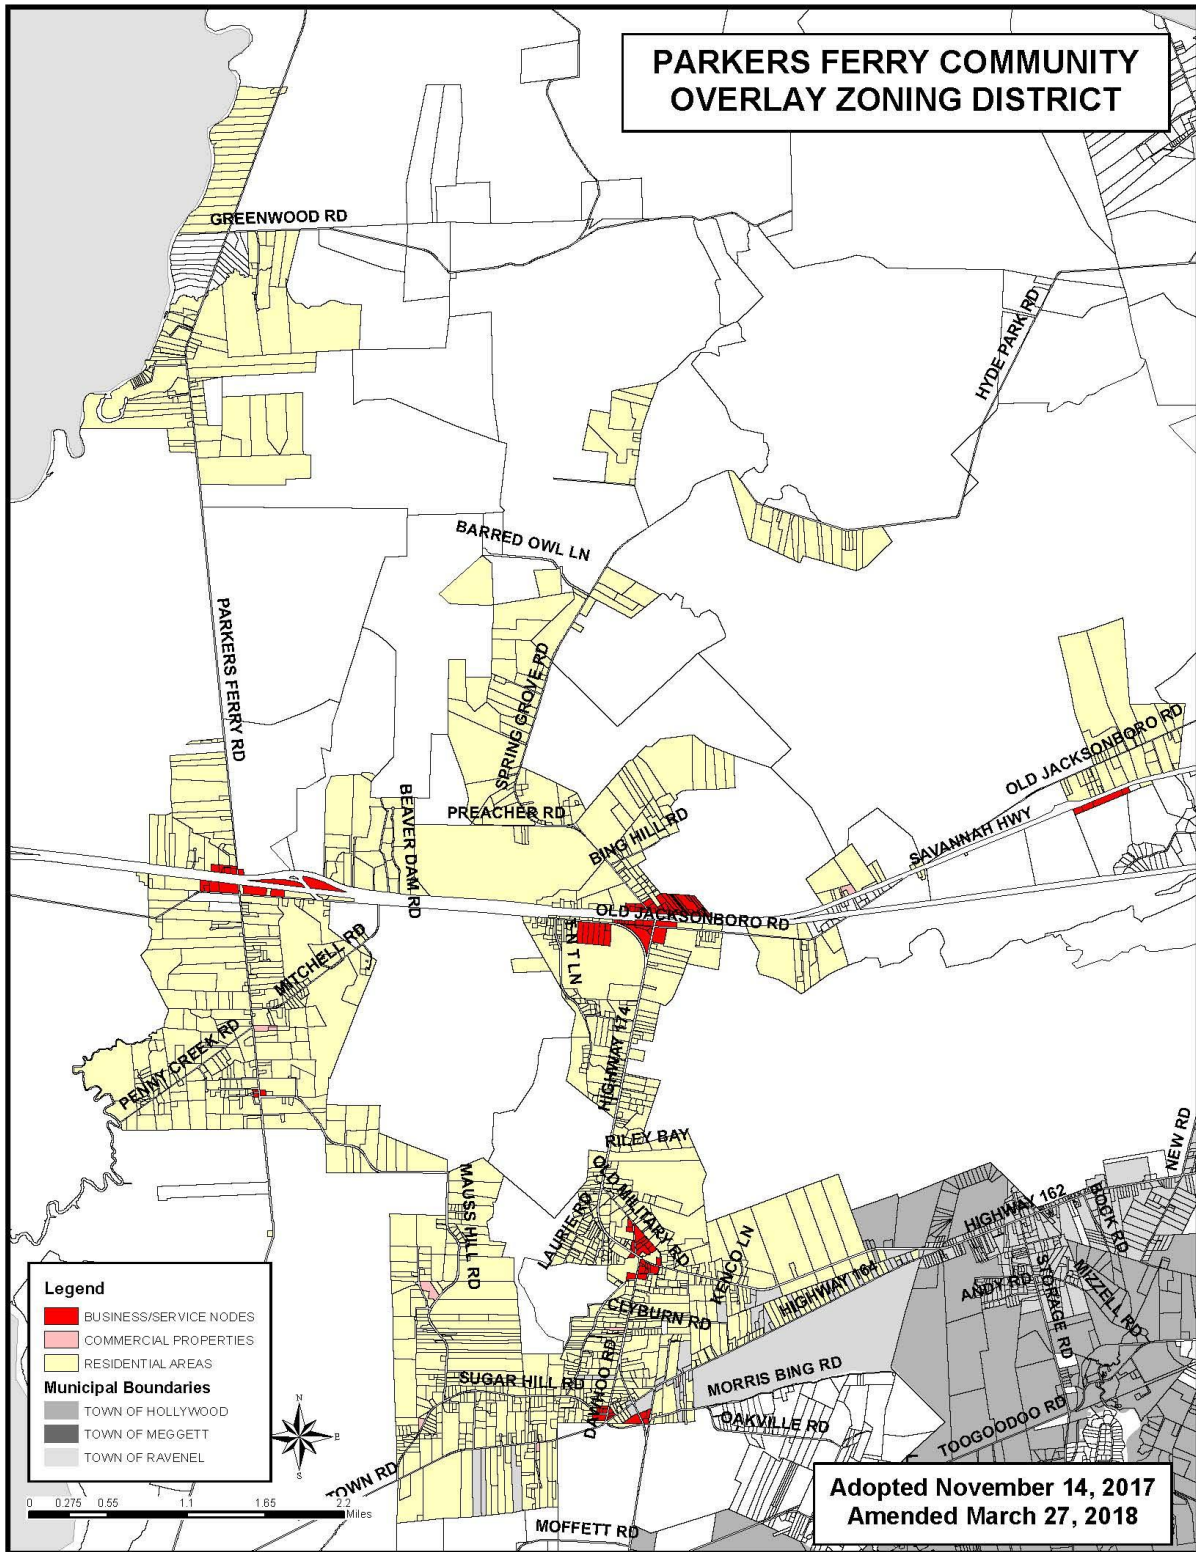 PARKERS FERRY COMMUNITY
OVERLAY ZONING DISTRICT
GREENWOOD RD
HYDE PARK RD
BARRED OWL LN
PARKERS FERRY RD
SPRING GROVE RD
OLD JACKSONBORO RD
BEAVER DAM RD
PREACHER RD
BING HILL RD
SAVANNAH HWY
OLD JACKSONBORO RD
MITCHELL RD
HIGHWAY 174
PENNY CREEK RD
RILEY BAY
NEW RD
MAUSS HILL RD
OLD MILITARY RD
LAURIE RD
HIGHWAY 162
BOCK RD
KENCO LN
HIGHWAY 164
STORAGE RD
MIZZELL RD
ANDY RD
CLYBURN RD
SUGAR HILL RD
DAWHOO RD
MORRIS BING RD
OAKVILLE RD
TOOGOODOO RD
TOWN RD
MOFFETT RD
Legend
BUSINESS/SERVICE NODES
COMMERCIAL PROPERTIES
RESIDENTIAL AREAS
Municipal Boundaries
TOWN OF HOLLYWOOD
TOWN OF MEGGETT
TOWN OF RAVENEL
N
E
S
0 0.275 0.55 1.1 1.65 2.2
Miles
Adopted November 14, 2017
Amended March 27, 2018